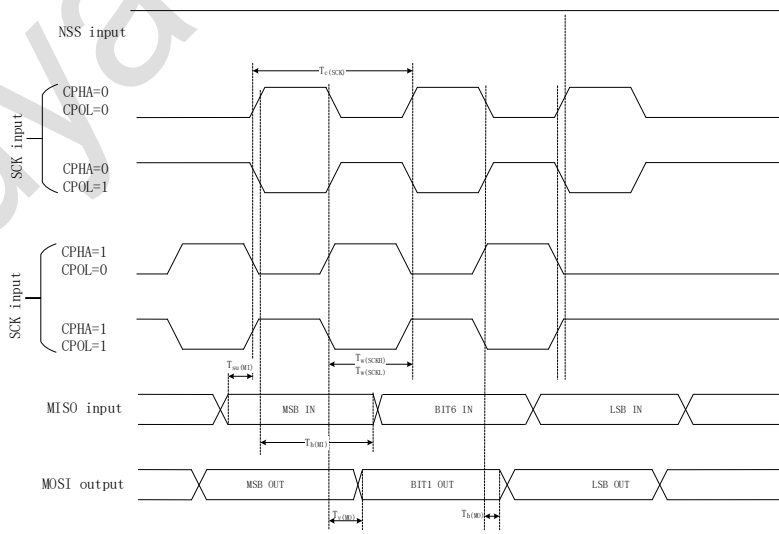 NSS input
Tc(SCK)
CPHA=0
CPOL=0
SCK input
CPHA=0
CPOL=1
CPHA=1
CPOL=0
SCK input
CPHA=1
CPOL=1
Tsu(MI)
Tw(SCKH)
Tw(SCKL)
MISO input
MSB IN
BIT6 IN
LSB IN
Th(MI)
MOSI output
MSB OUT
BIT1 OUT
LSB OUT
Tv(MO)
Th(MO)